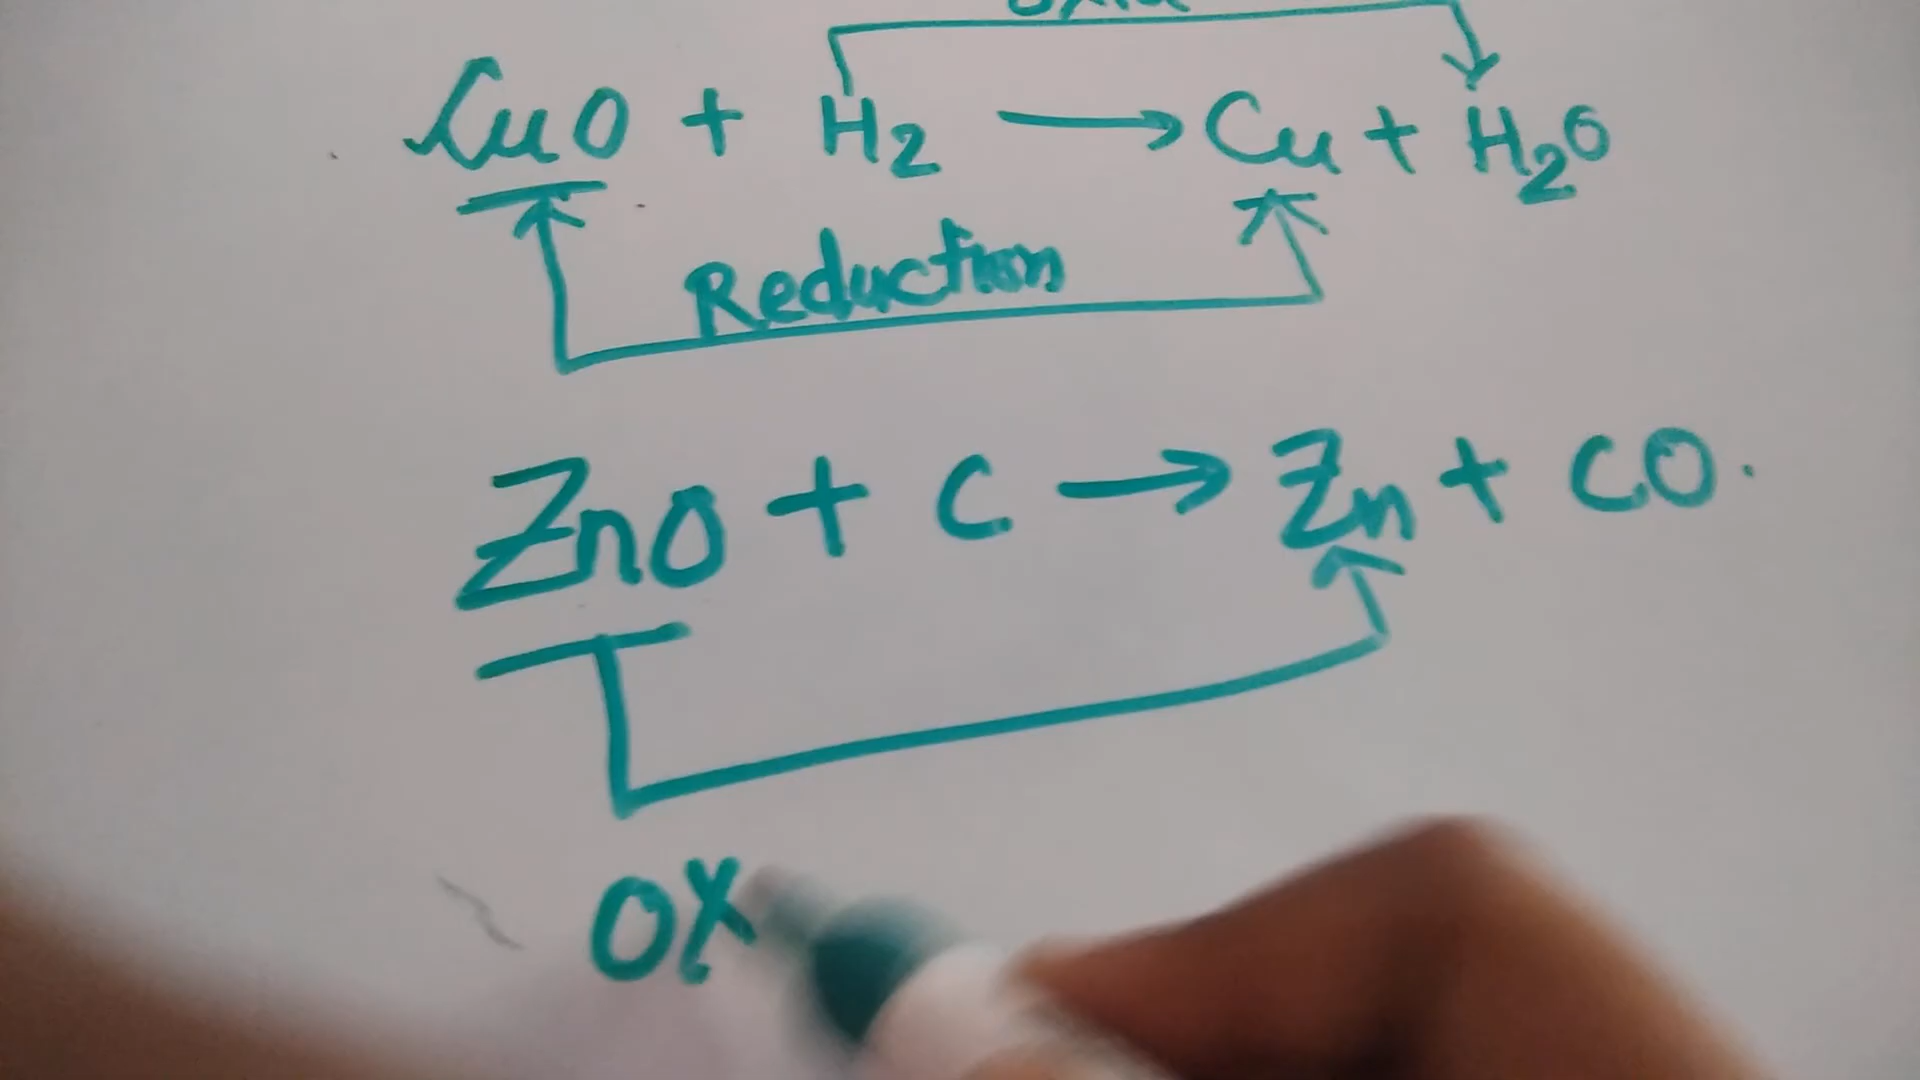 CuO + H2 → Cu + H2O
Reduction
ZnO + C → Zn + CO.
OX